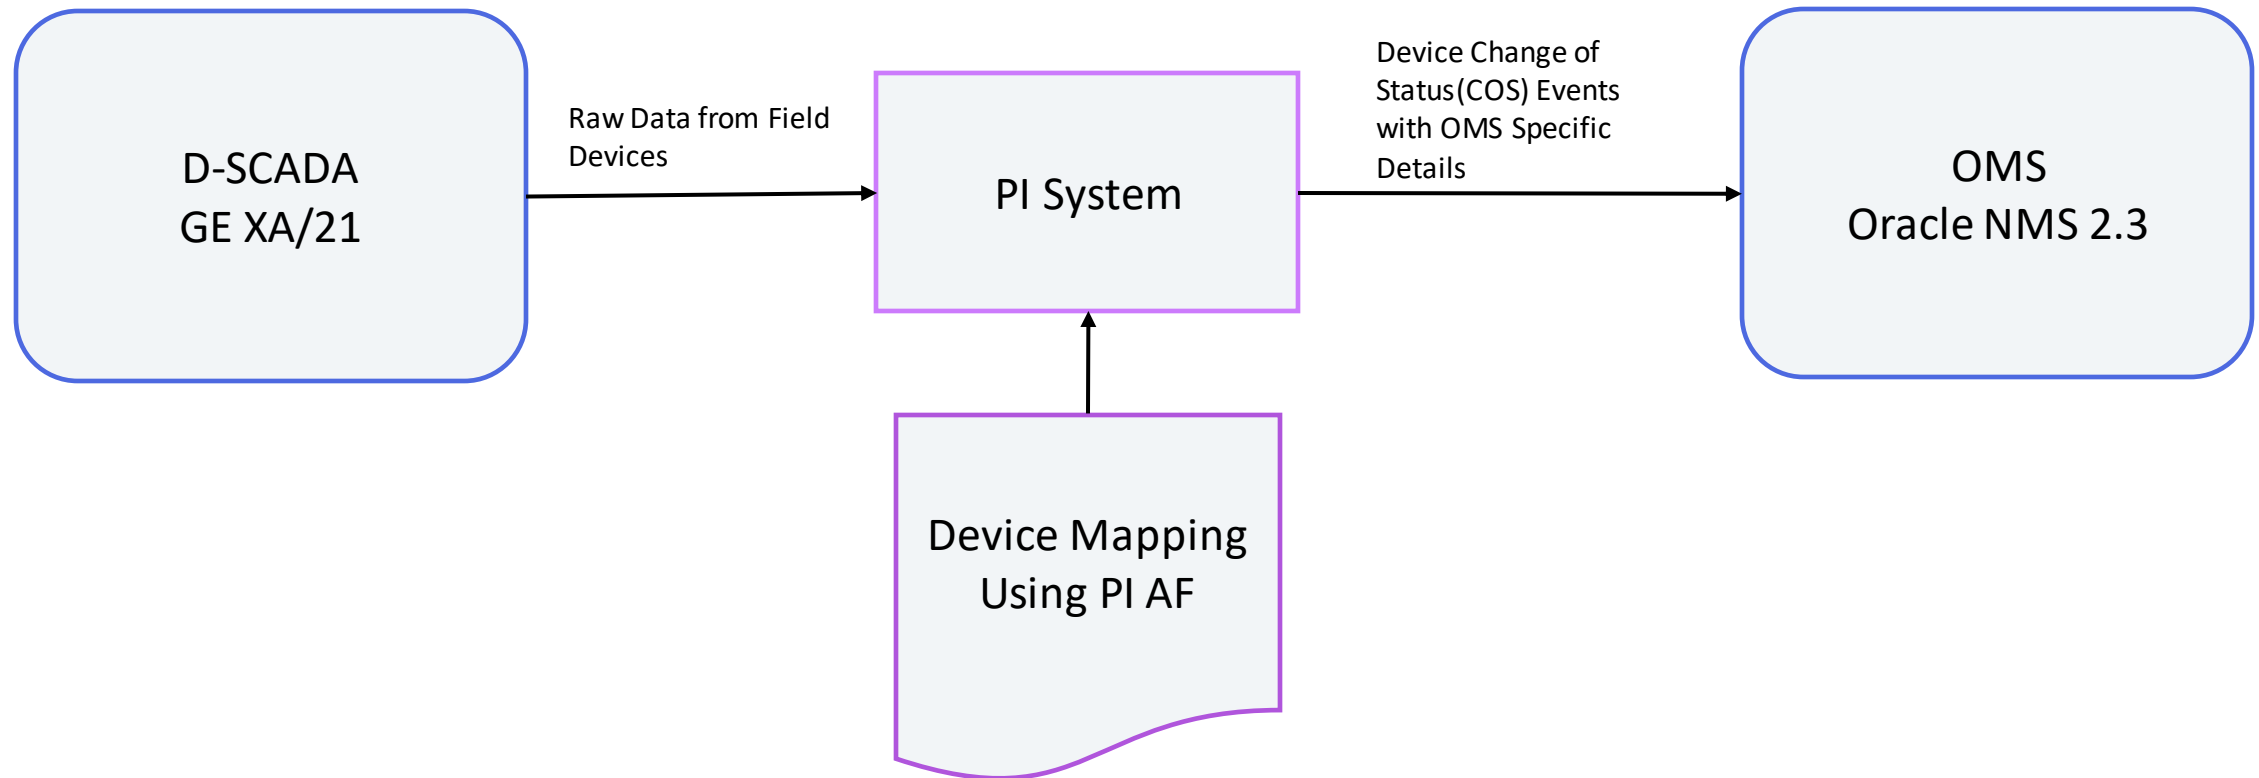 D-SCADA
GE XA/21
Raw Data from Field
Devices
PI System
Device Change of
Status(COS) Events
with OMS Specific
Details
OMS
Oracle NMS 2.3
Device Mapping
Using PI AF